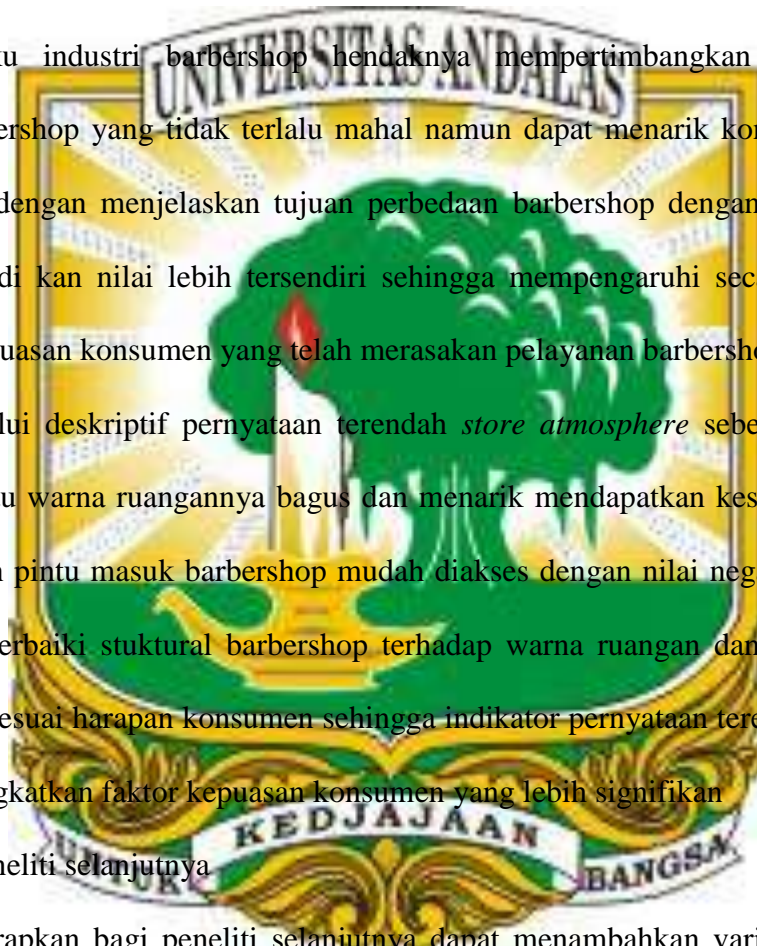 UNIVERSITAS ANDALAS
ku industri barbershop hendaknya mempertimbangkan
ershop yang tidak terlalu mahal namun dapat menarik ko
dengan menjelaskan tujuan perbedaan barbershop dengan
di kan nilai lebih tersendiri sehingga mempengaruhi sec
uasan konsumen yang telah merasakan pelayanan barbersho
lui deskriptif pernyataan terendah store atmosphere sebe
u warna ruangannya bagus dan menarik mendapatkan kes
n pintu masuk barbershop mudah diakses dengan nilai neg
erbaiki stuktural barbershop terhadap warna ruangan dan
esuai harapan konsumen sehingga indikator pernyataan tere
gkatkan faktor kepuasan konsumen yang lebih signifikan
UNTUK KEDJAJAAN BANGSA
neliti selanjutnya
rapkan bagi peneliti selanjutnya dapat menambahkan vari